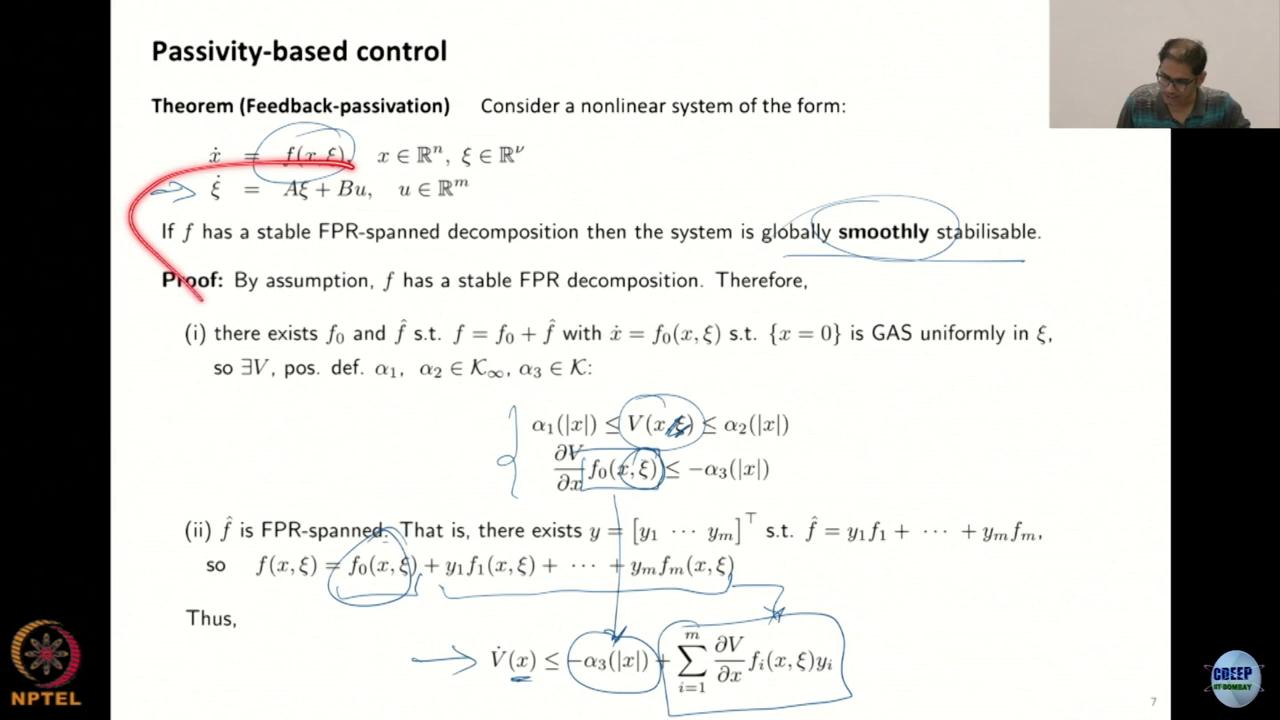 Passivity-based control
Theorem (Feedback-passivation) Consider a nonlinear system of the form:
ẋ = f(x,ξ), x ∈ ℝⁿ, ξ ∈ ℝ^ν
ξ̇ = Aξ + Bu, u ∈ ℝᵐ
If f has a stable FPR-spanned decomposition then the system is globally smoothly stabilisable.
Proof: By assumption, f has a stable FPR decomposition. Therefore,
(i) there exists f₀ and f̂ s.t. f = f₀ + f̂ with ẋ = f₀(x, ξ) s.t. {x = 0} is GAS uniformly in ξ,
so ∃V, pos. def. α₁, α₂ ∈ 𝒦∞, α₃ ∈ 𝒦:
α₁(|x|) ≤ V(x, ξ) ≤ α₂(|x|)
∂V/∂x f₀(x, ξ) ≤ −α₃(|x|)
(ii) f̂ is FPR-spanned. That is, there exists y = [y₁ ⋯ yₘ]^⊤ s.t. f̂ = y₁f₁ + ⋯ + yₘfₘ,
so f(x, ξ) = f₀(x, ξ) + y₁f₁(x, ξ) + ⋯ + yₘfₘ(x, ξ)
Thus,
V̇(x) ≤ −α₃(|x|) + ∑_{i=1}^{m} ∂V/∂x fᵢ(x, ξ)yᵢ
NPTEL
CDEEP
IIT BOMBAY
7